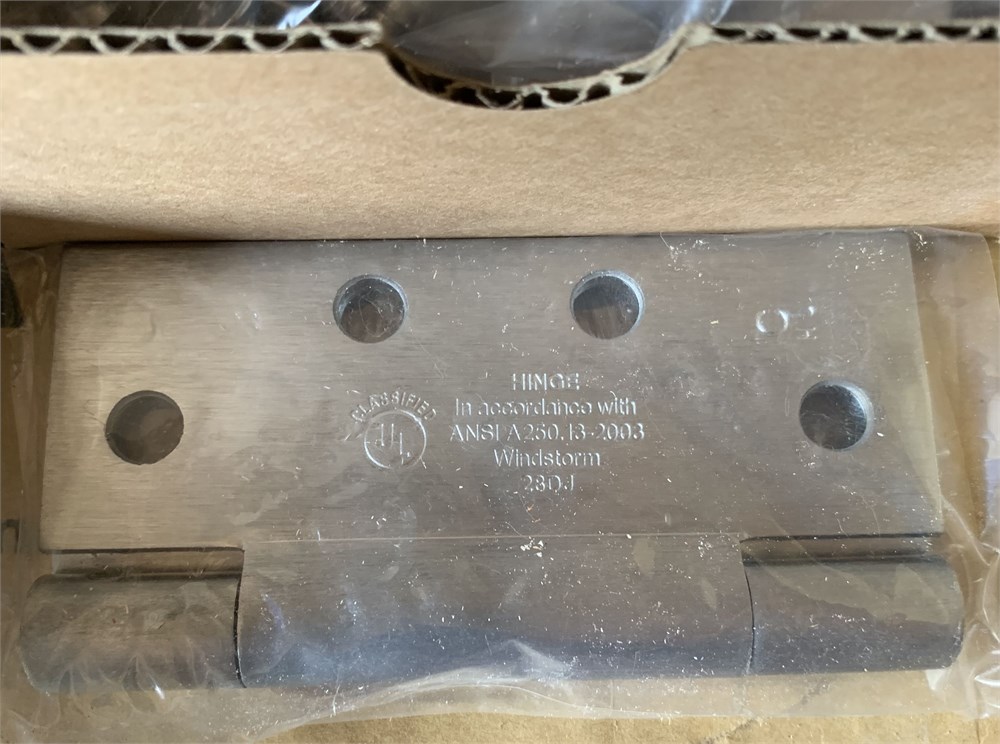 HINGE
CLASSIFIED
UL
In accordance with
ANSI A250.13-2003
Windstorm